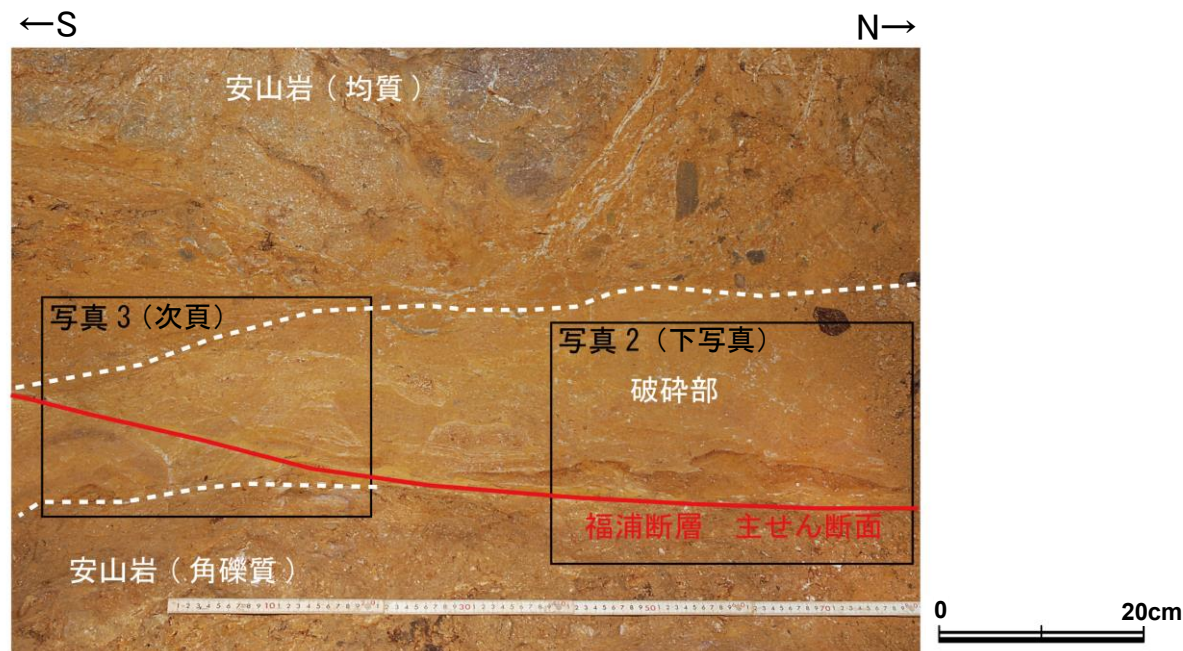 ←S
N→
安山岩（均質）
写真3（次頁）
写真2（下写真）
破砕部
福浦断層 主せん断面
安山岩（角礫質）
0
20cm